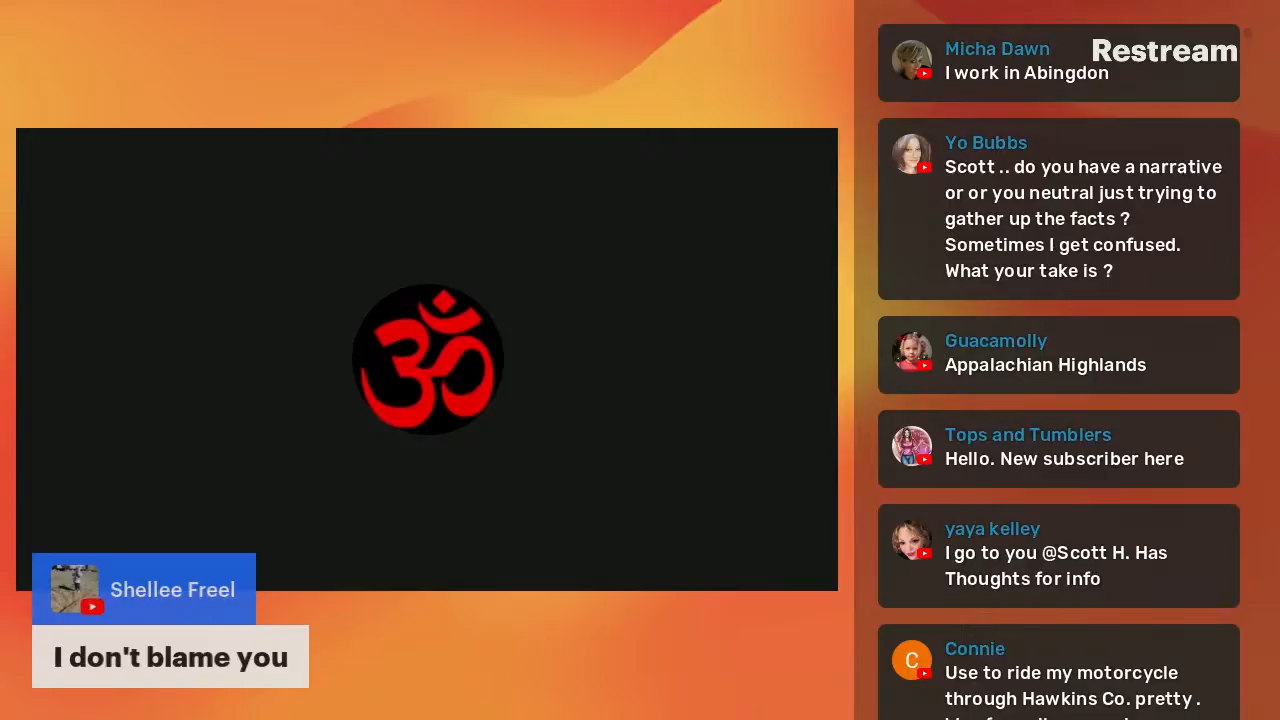 Restream
Micha Dawn
I work in Abingdon
Yo Bubbs
Scott .. do you have a narrative
or or you neutral just trying to
gather up the facts ?
Sometimes I get confused.
What your take is ?
Guacamolly
Appalachian Highlands
Tops and Tumblers
Hello. New subscriber here
yaya kelley
I go to you @Scott H. Has
Thoughts for info
C
Connie
Use to ride my motorcycle
through Hawkins Co. pretty .
ॐ
Shellee Freel
I don't blame you